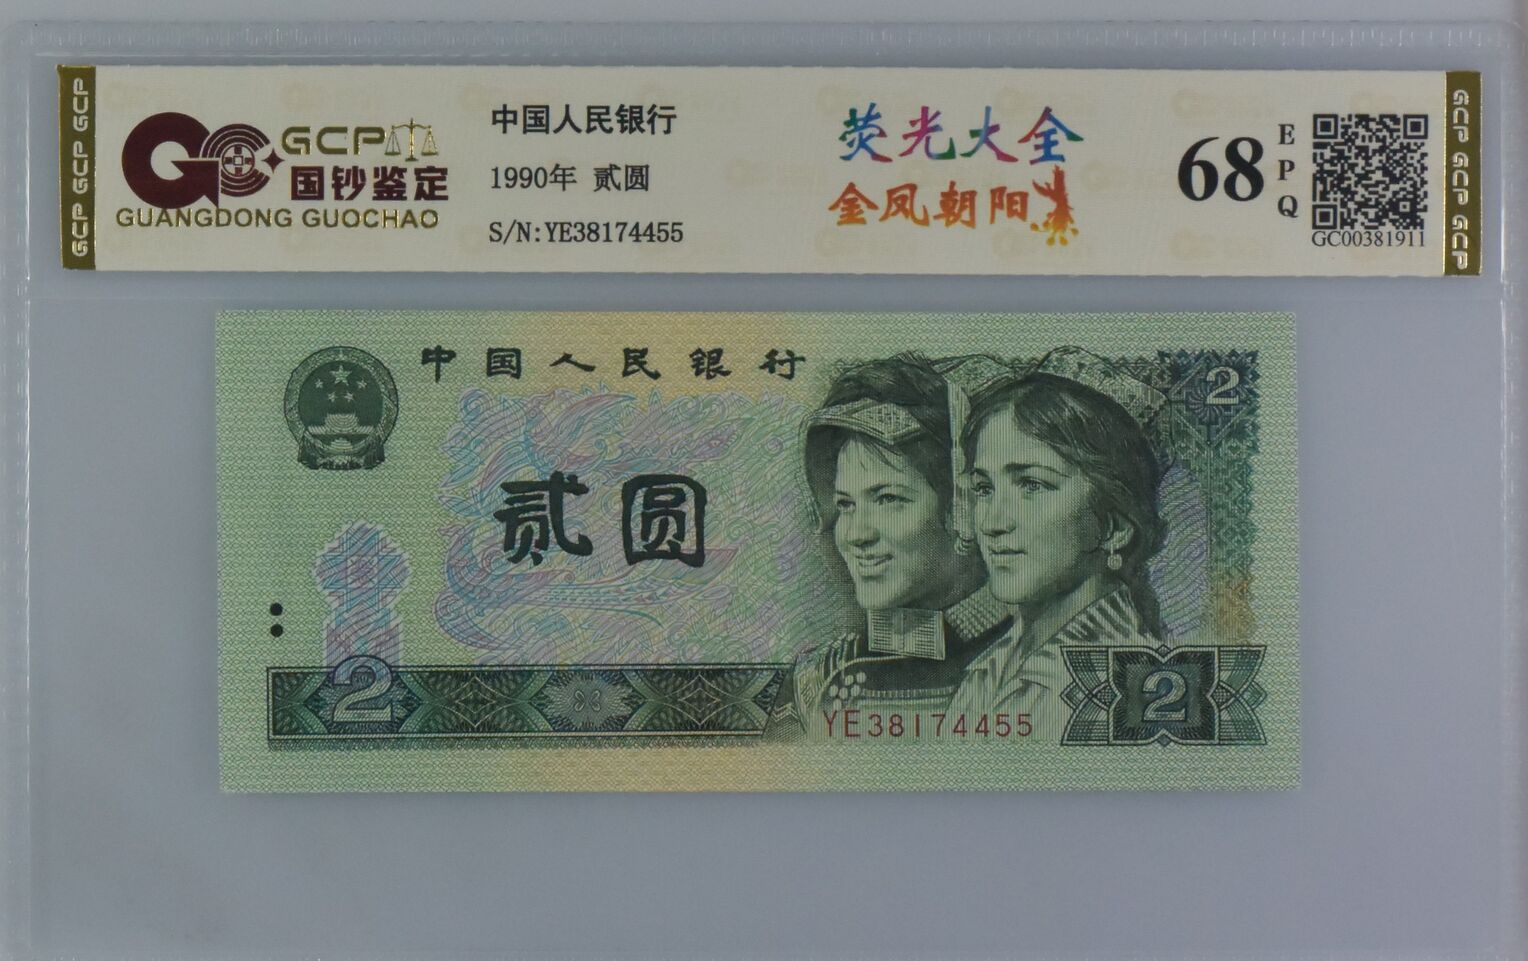 GCP GCP GCP
GCP
国钞鉴定
GUANGDONG GUOCHAO
中国人民银行
1990年 贰圆
S/N:YE38174455
荧光大全
金凤朝阳
68
EPQ
GC00381911
GCP GCP GCP
中国人民银行
2
贰圆
2
YE38174455
2